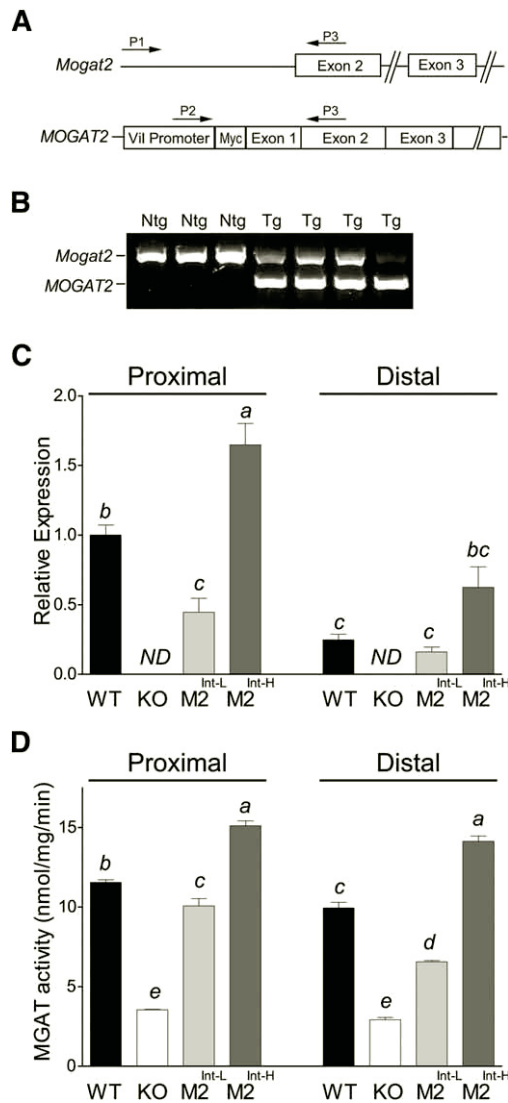 A
P1
P3
Mogat2
Exon 2
Exon 3
P2
P3
MOGAT2
Vil Promoter
Myc
Exon 1
Exon 2
Exon 3
B
Ntg Ntg Ntg Tg Tg Tg Tg
Mogat2
MOGAT2
C
Proximal Distal
Relative Expression
2.0
1.5
1.0
0.5
0.0
b
ND
c
a
c
ND
c
bc
WT KO M2 Int-L M2 Int-H WT KO M2 Int-L M2 Int-H
D
Proximal Distal
MGAT activity (nmol/mg/min)
15
10
5
0
b
e
c
a
c
e
d
a
WT KO M2 Int-L M2 Int-H WT KO M2 Int-L M2 Int-H